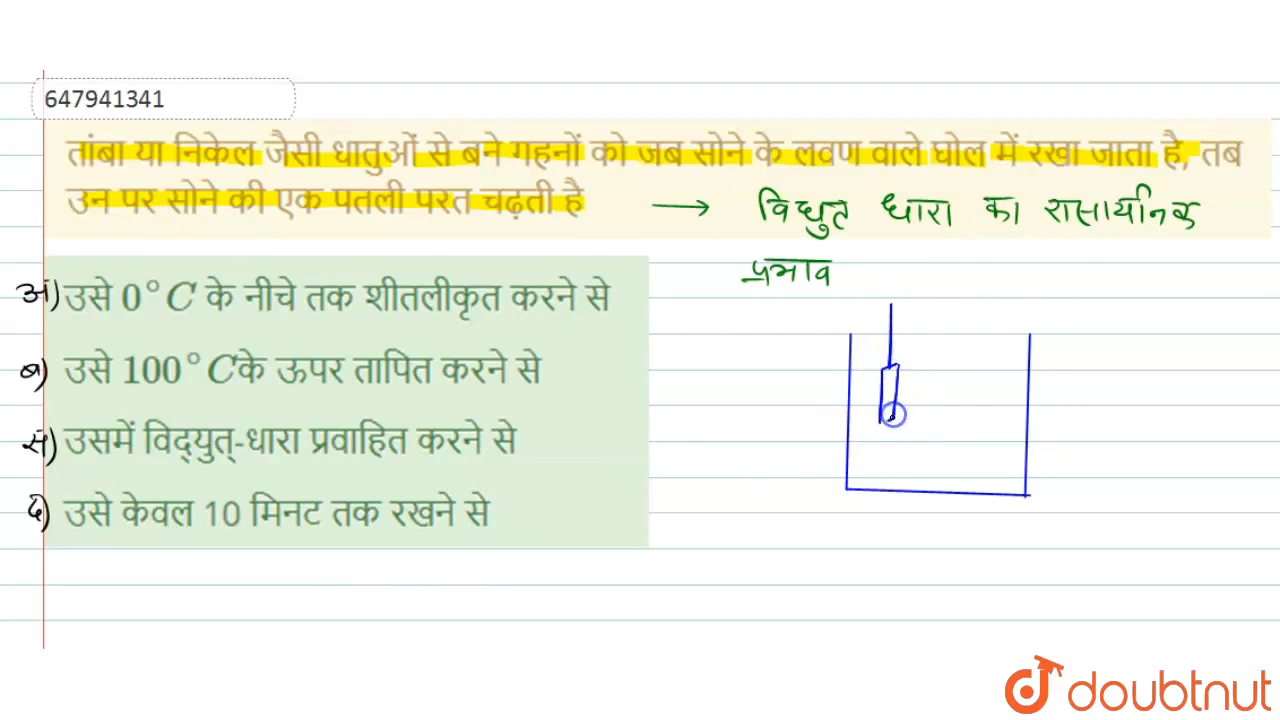 647941341
तांबा या निकेल जैसी धातुओं से बने गहनों को जब सोने के लवण वाले घोल में रखा जाता है, तब
उन पर सोने की एक पतली परत चढ़ती है
→ विद्युत धारा का रासायनिक
प्रभाव
अ) उसे 0°C के नीचे तक शीतलीकृत करने से
ब) उसे 100°Cके ऊपर तापित करने से
स) उसमें विद्युत्-धारा प्रवाहित करने से
द) उसे केवल 10 मिनट तक रखने से
doubtnut